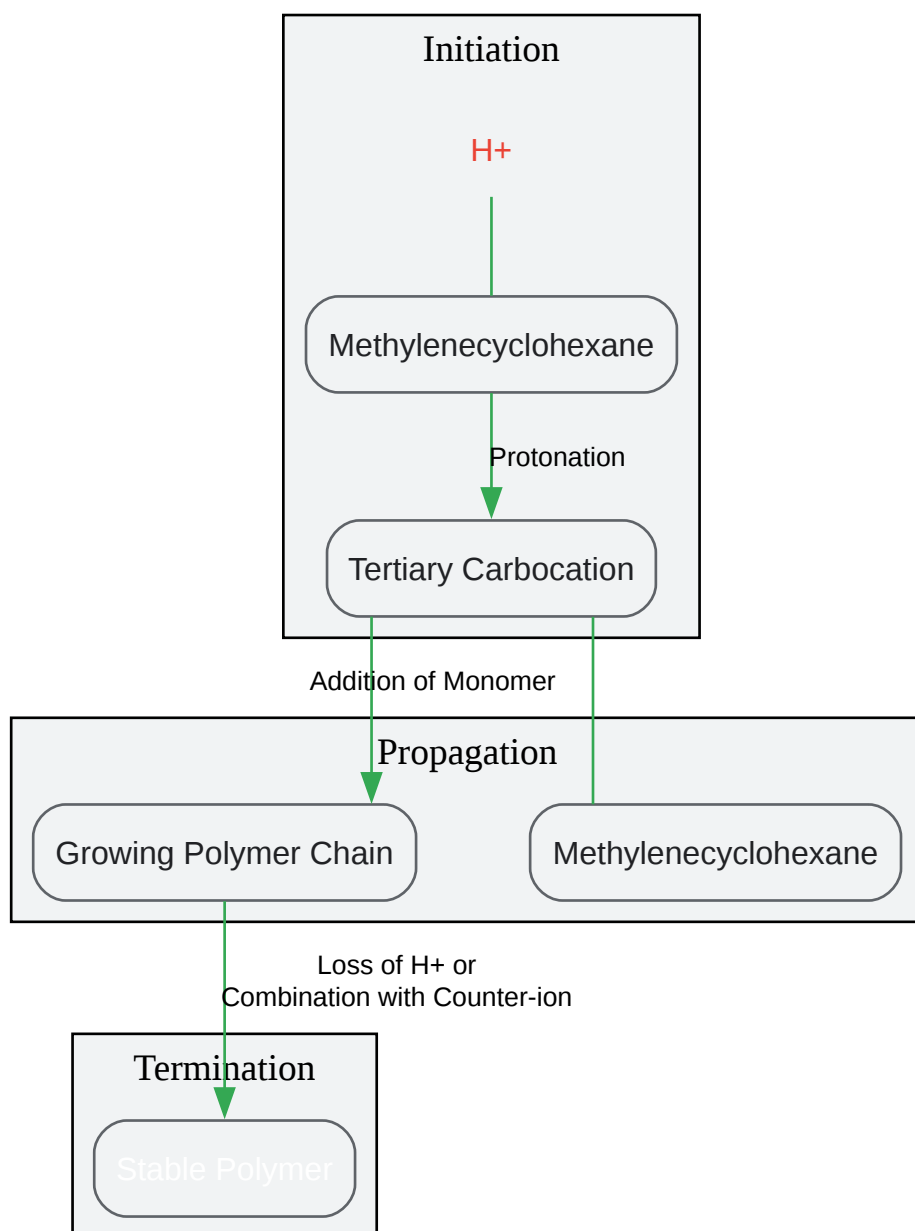 Initiation
H+
Methylenecyclohexane
Protonation
Tertiary Carbocation
Addition of Monomer
Propagation
Growing Polymer Chain
Methylenecyclohexane
Loss of H+ or
Combination with Counter-ion
Termination
Stable Polymer